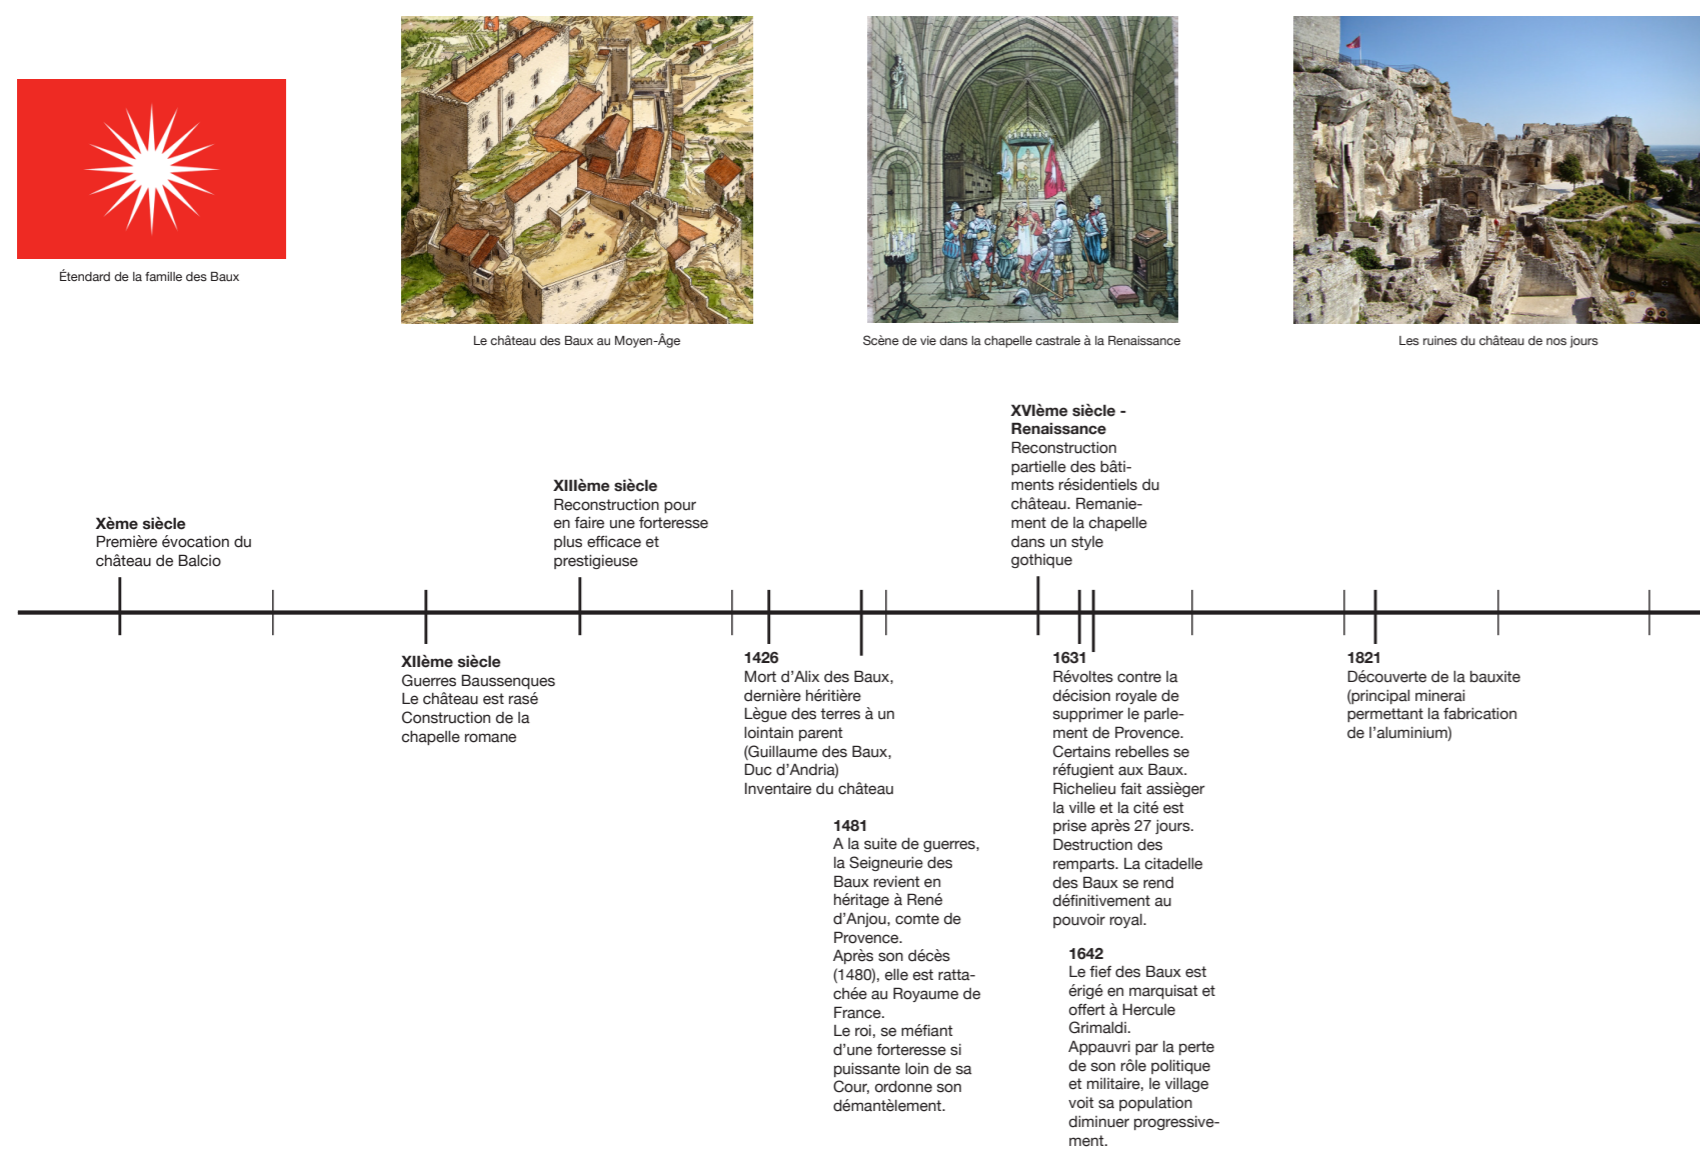 Étendard de la famille des Baux
Le château des Baux au Moyen-Âge
Scène de vie dans la chapelle castrale à la Renaissance
Les ruines du château de nos jours
Xème siècle
Première évocation du
château de Balcio
XIIème siècle
Guerres Baussenques
Le château est rasé
Construction de la
chapelle romane
XIIIème siècle
Reconstruction pour
en faire une forteresse
plus efficace et
prestigieuse
1426
Mort d’Alix des Baux,
dernière héritière
Lègue des terres à un
lointain parent
(Guillaume des Baux,
Duc d’Andria)
Inventaire du château
1481
A la suite de guerres,
la Seigneurie des
Baux revient en
héritage à René
d’Anjou, comte de
Provence.
Après son décès
(1480), elle est ratta-
chée au Royaume de
France.
Le roi, se méfiant
d’une forteresse si
puissante loin de sa
Cour, ordonne son
démantèlement.
XVIème siècle -
Renaissance
Reconstruction
partielle des bâti-
ments résidentiels du
château. Remanie-
ment de la chapelle
dans un style
gothique
1631
Révoltes contre la
décision royale de
supprimer le parle-
ment de Provence.
Certains rebelles se
réfugient aux Baux.
Richelieu fait assièger
la ville et la cité est
prise après 27 jours.
Destruction des
remparts. La citadelle
des Baux se rend
définitivement au
pouvoir royal.
1642
Le fief des Baux est
érigé en marquisat et
offert à Hercule
Grimaldi.
Appauvri par la perte
de son rôle politique
et militaire, le village
voit sa population
diminuer progressive-
ment.
1821
Découverte de la bauxite
(principal minerai
permettant la fabrication
de l’aluminium)